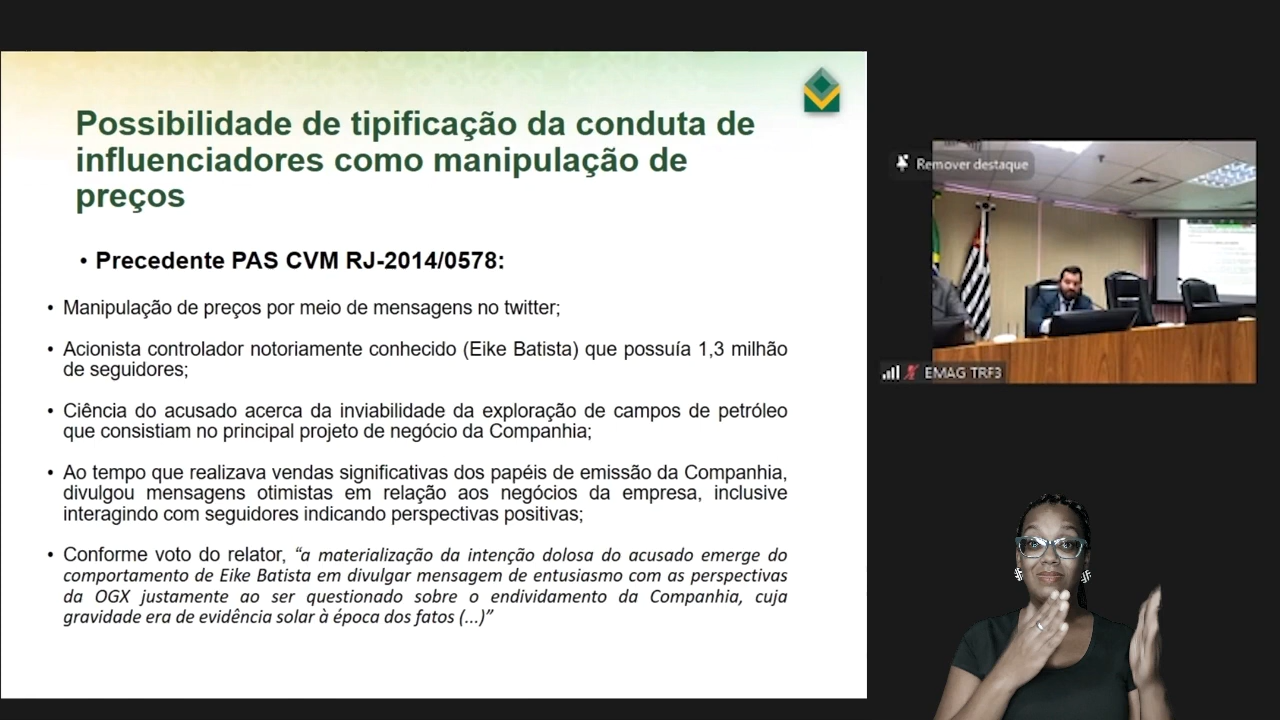 Possibilidade de tipificação da conduta de
influenciadores como manipulação de
preços
• Precedente PAS CVM RJ-2014/0578:
• Manipulação de preços por meio de mensagens no twitter;
• Acionista controlador notoriamente conhecido (Eike Batista) que possuía 1,3 milhão
de seguidores;
• Ciência do acusado acerca da inviabilidade da exploração de campos de petróleo
que consistiam no principal projeto de negócio da Companhia;
• Ao tempo que realizava vendas significativas dos papéis de emissão da Companhia,
divulgou mensagens otimistas em relação aos negócios da empresa, inclusive
interagindo com seguidores indicando perspectivas positivas;
• Conforme voto do relator, “a materialização da intenção dolosa do acusado emerge do
comportamento de Eike Batista em divulgar mensagem de entusiasmo com as perspectivas
da OGX justamente ao ser questionado sobre o endividamento da Companhia, cuja
gravidade era de evidência solar à época dos fatos (...)”
Remover destaque
EMAG TRF3